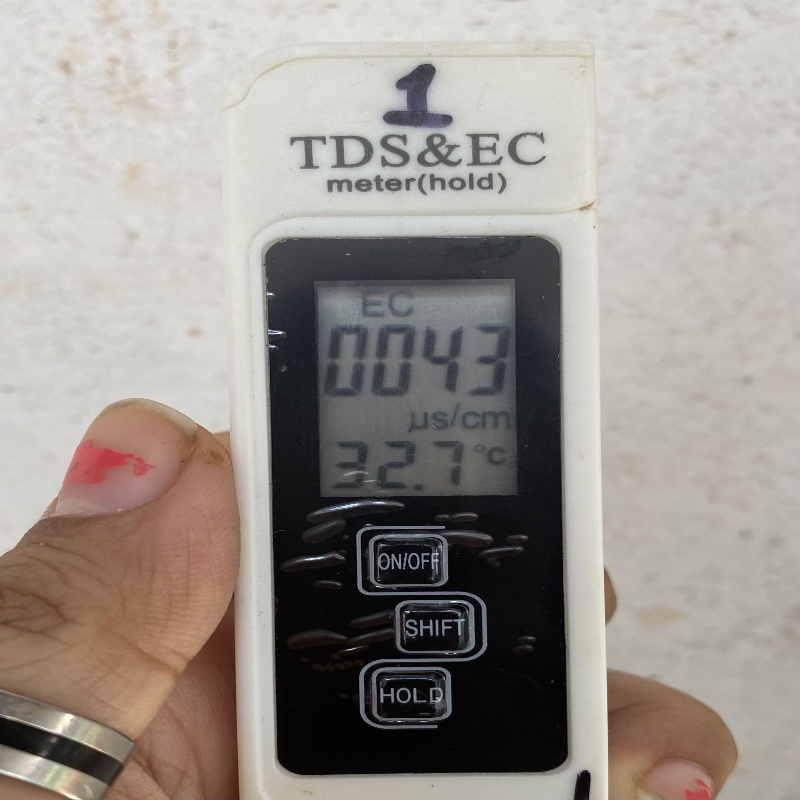 1
TDS&EC
meter(hold)
EC
0043
µs/cm
32.7 °c
ON/OFF
SHIFT
HOLD